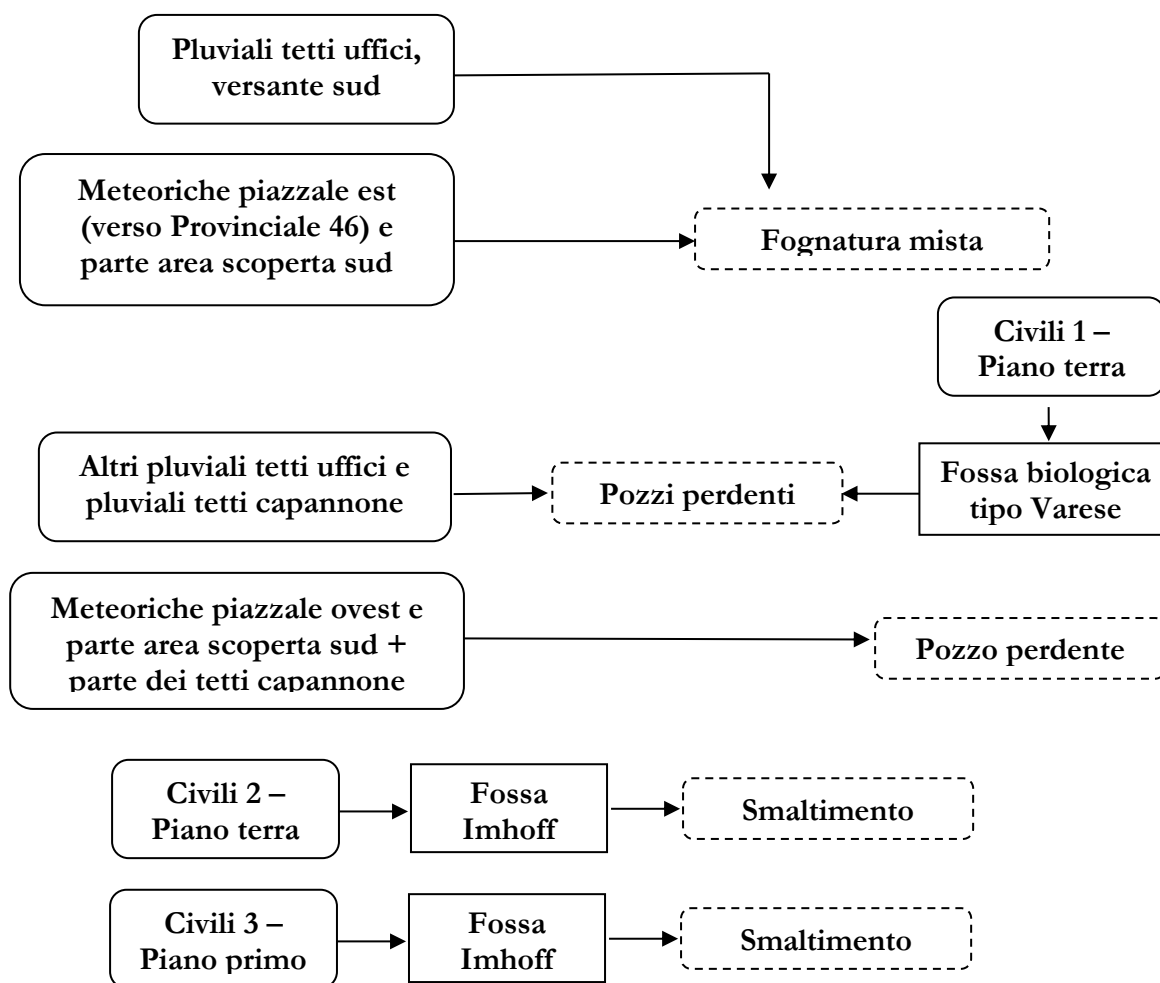 Pluviali tetti uffici,
versante sud
Meteoriche piazzale est
(verso Provinciale 46) e
parte area scoperta sud
Fognatura mista
Civili 1 –
Piano terra
Altri pluviali tetti uffici e
pluviali tetti capannone
Pozzi perdenti
Fossa biologica
tipo Varese
Meteoriche piazzale ovest e
parte area scoperta sud +
parte dei tetti capannone
Pozzo perdente
Civili 2 –
Piano terra
Fossa
Imhoff
Smaltimento
Civili 3 –
Piano primo
Fossa
Imhoff
Smaltimento